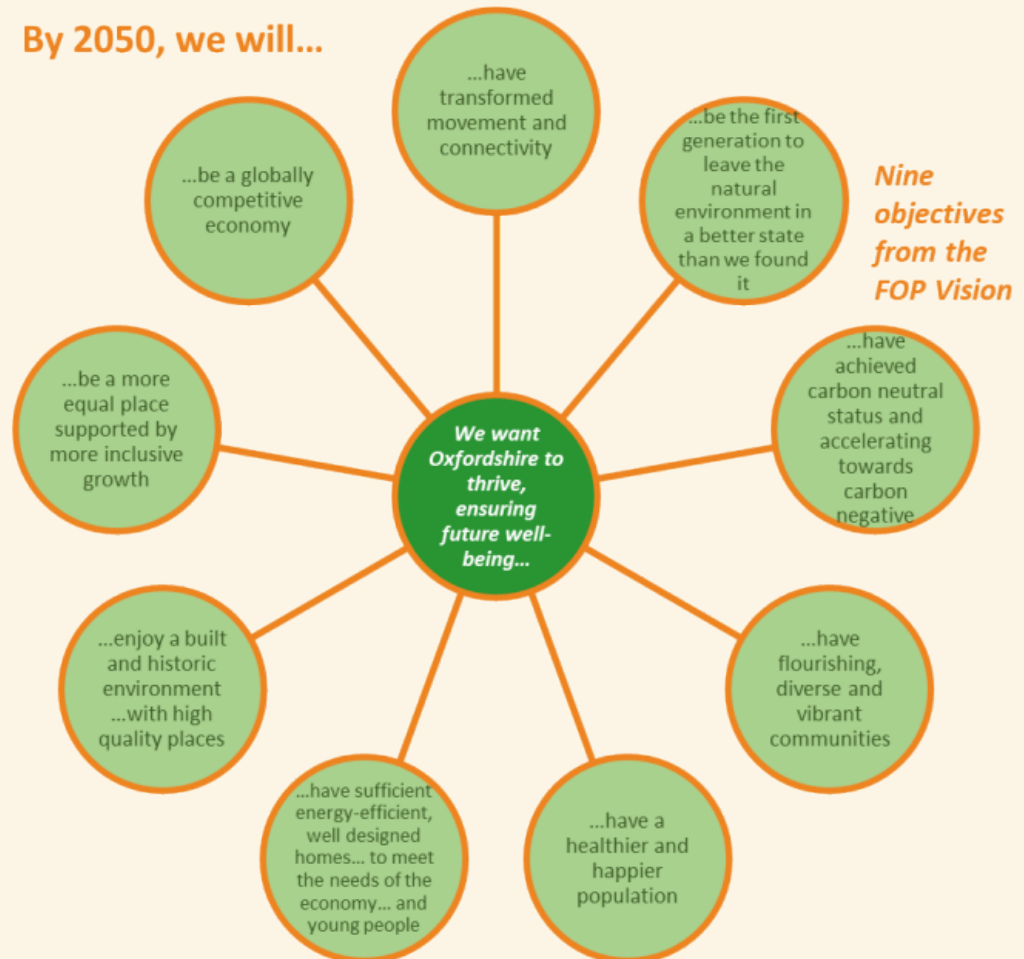 By 2050, we will...
...have
transformed
movement and
connectivity
...be the first
generation to
leave the
natural
environment in
a better state
than we found
it
Nine
objectives
from the
FOP Vision
...have
achieved
carbon neutral
status and
accelerating
towards
carbon
negative
...have
flourishing,
diverse and
vibrant
communities
...have a
healthier and
happier
population
...have sufficient
energy-efficient,
well designed
homes... to meet
the needs of the
economy... and
young people
...enjoy a built
and historic
environment
...with high
quality places
...be a more
equal place
supported by
more inclusive
growth
...be a globally
competitive
economy
We want
Oxfordshire to
thrive,
ensuring
future well-
being...